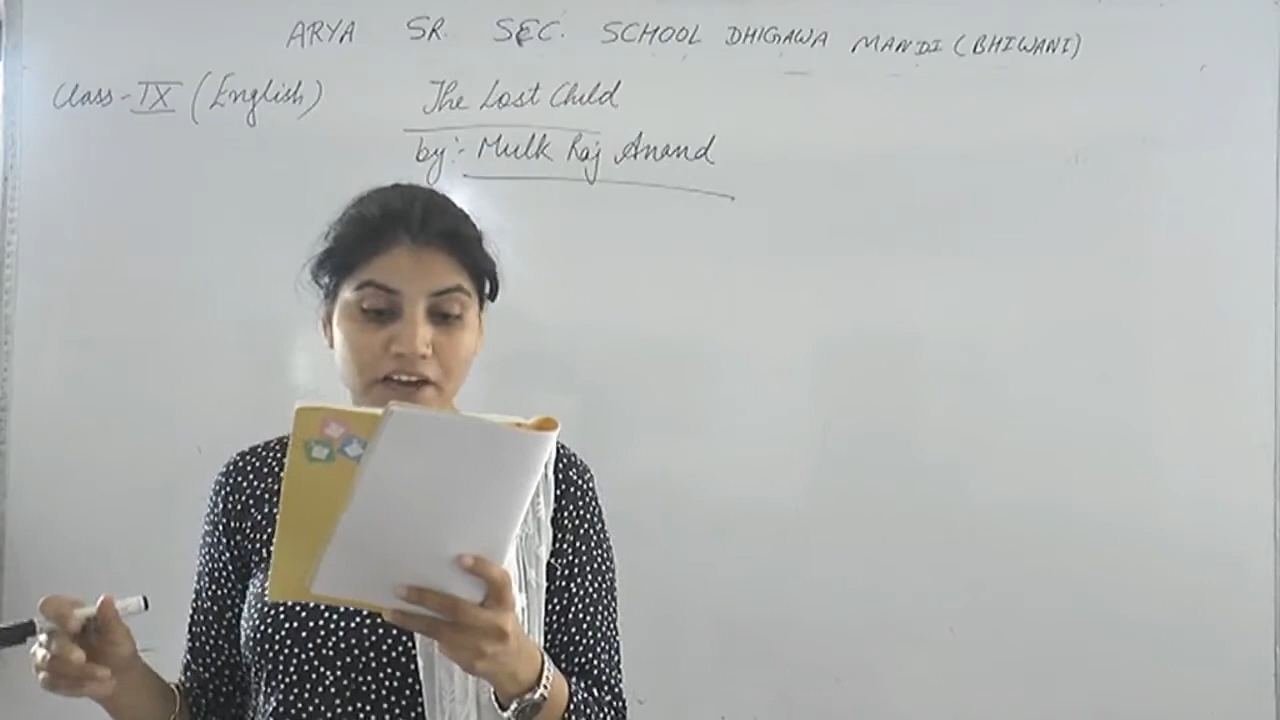 ARYA SR. SEC. SCHOOL DHIGAWA MANDI (BHIWANI)
Class - IX (English)
The Lost Child
by:- Mulk Raj Anand